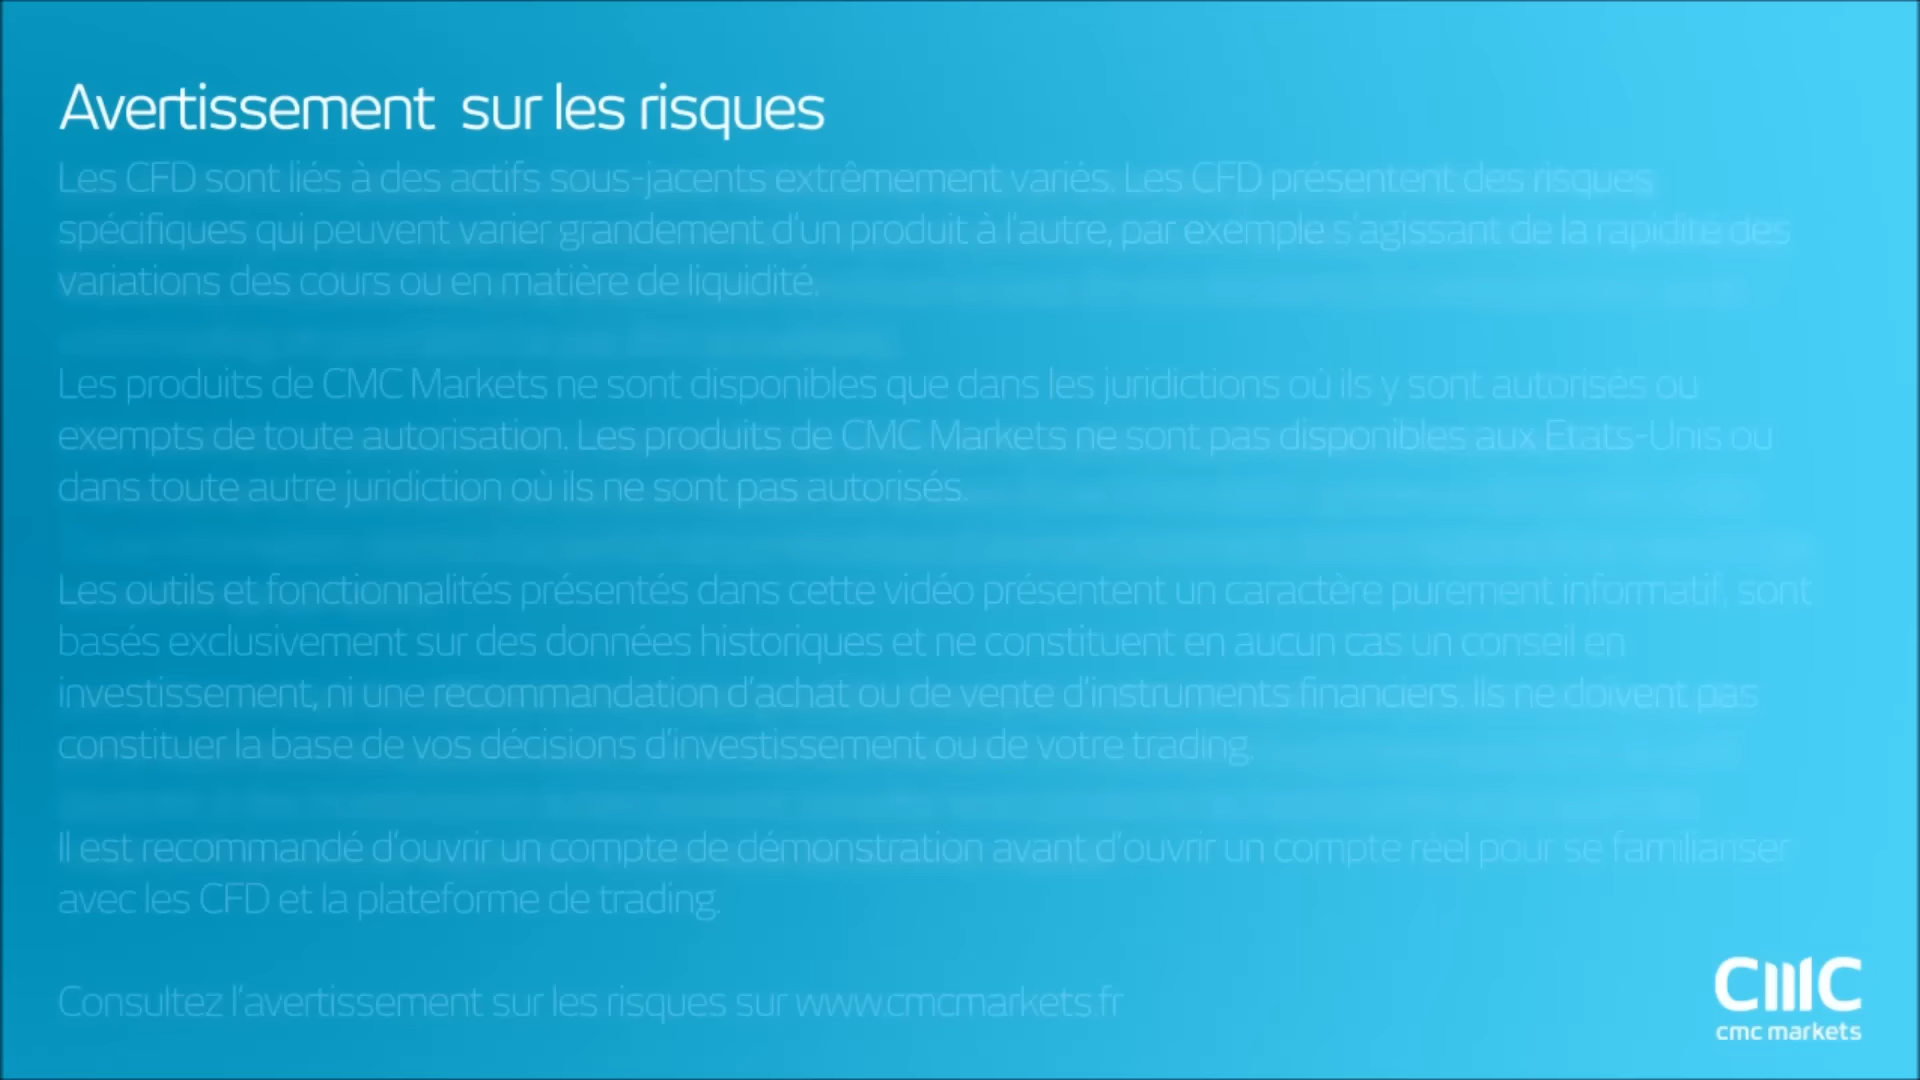 Avertissement sur les risques
Les CFD sont liés à des actifs sous-jacents extrêmement variés. Les CFD présentent des risques
spécifiques qui peuvent varier grandement d'un produit à l'autre, par exemple s'agissant de la rapidité des
variations des cours ou en matière de liquidité.
Les produits de CMC Markets ne sont disponibles que dans les juridictions où ils y sont autorisés ou
exempts de toute autorisation. Les produits de CMC Markets ne sont pas disponibles aux Etats-Unis ou
dans toute autre juridiction où ils ne sont pas autorisés.
Les outils et fonctionnalités présentés dans cette vidéo présentent un caractère purement informatif, sont
basés exclusivement sur des données historiques et ne constituent en aucun cas un conseil en
investissement, ni une recommandation d'achat ou de vente d'instruments financiers. Ils ne doivent pas
constituer la base de vos décisions d'investissement ou de votre trading.
Il est recommandé d'ouvrir un compte de démonstration avant d'ouvrir un compte réel pour se familiariser
avec les CFD et la plateforme de trading.
Consultez l'avertissement sur les risques sur www.cmcmarkets.fr
CMC
cmc markets